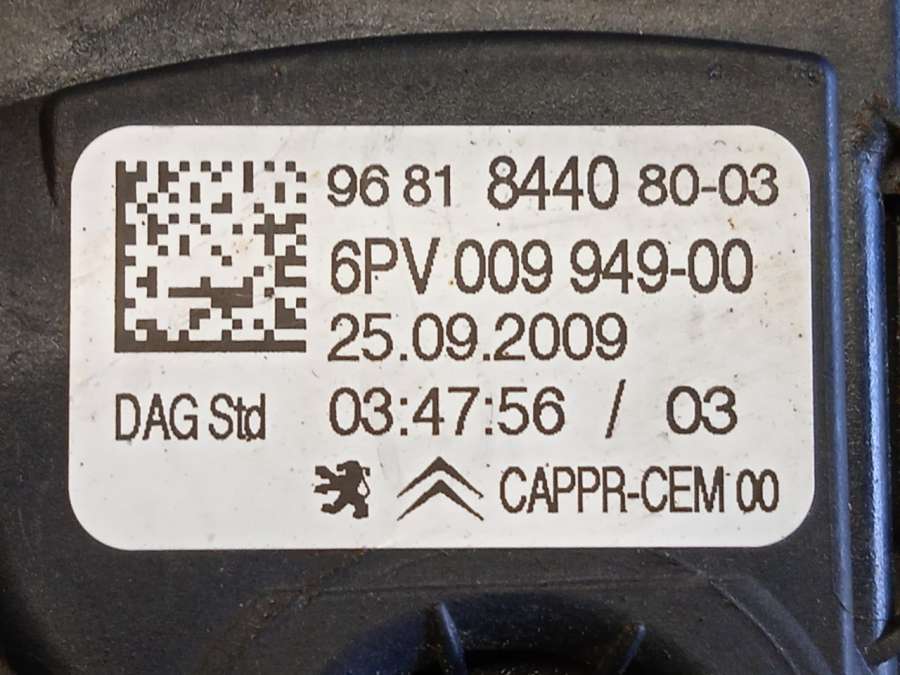 96 81 8440 80-03
6PV 009 949-00
25.09.2009
DAG Std 03:47:56 / 03
CAPPR-CEM 00